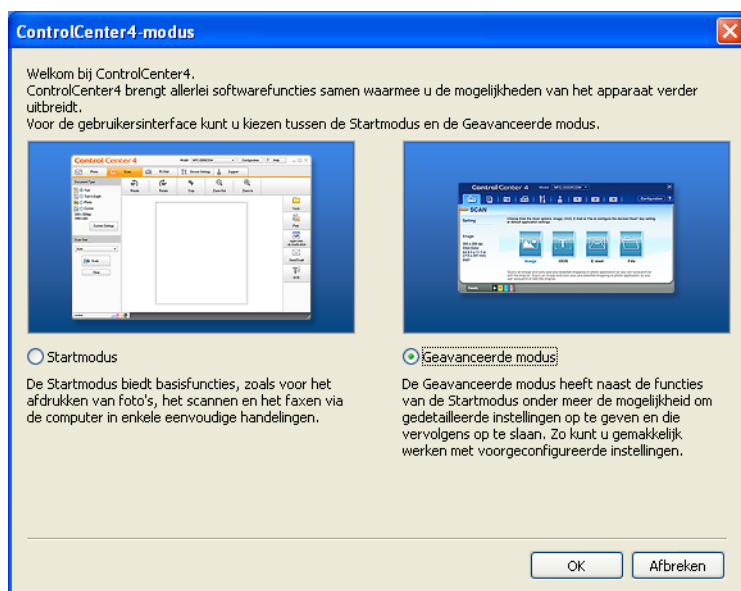 ControlCenter4-modus
Welkom bij ControlCenter4.
ControlCenter4 brengt allerlei softwarefuncties samen waarmee u de mogelijkheden van het apparaat verder
uitbreidt.
Voor de gebruikersinterface kunt u kiezen tussen de Startmodus en de Geavanceerde modus.
Control Center 4
Control Center 4
SCAN
Image
OCR
E-mail
File
Startmodus
De Startmodus biedt basisfuncties, zoals voor het
afdrukken van foto's, het scannen en het faxen via
de computer in enkele eenvoudige handelingen.
Geavanceerde modus
De Geavanceerde modus heeft naast de functies
van de Startmodus onder meer de mogelijkheid om
gedetailleerde instellingen op te geven en die
vervolgens op te slaan. Zo kunt u gemakkelijk
werken met voorgeconfigureerde instellingen.
OK
Afbreken